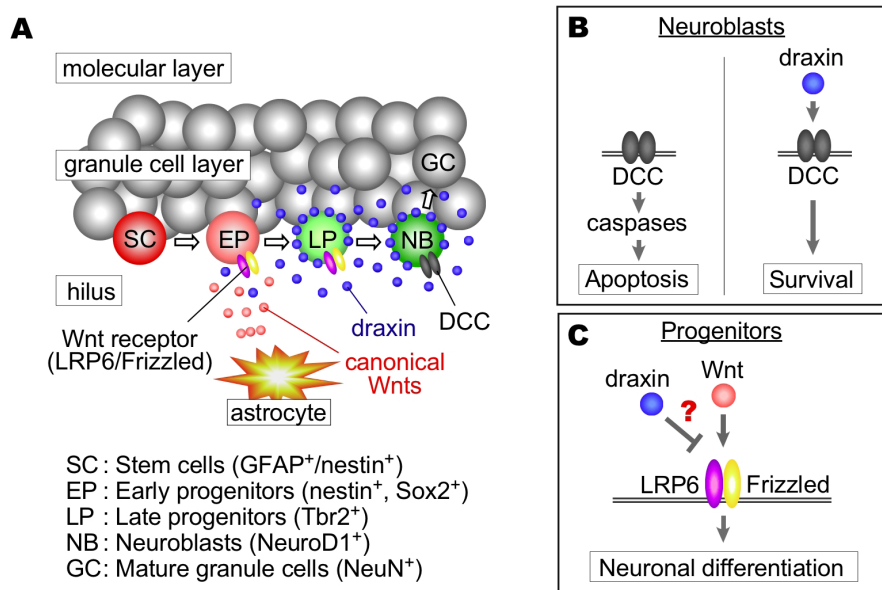 A
molecular layer
granule cell layer
GC
SC
EP
LP
NB
hilus
Wnt receptor
(LRP6/Frizzled)
draxin
DCC
canonical
Wnts
astrocyte
SC : Stem cells (GFAP⁺/nestin⁺)
EP : Early progenitors (nestin⁺, Sox2⁺)
LP : Late progenitors (Tbr2⁺)
NB : Neuroblasts (NeuroD1⁺)
GC: Mature granule cells (NeuN⁺)
B
Neuroblasts
draxin
DCC
DCC
caspases
Apoptosis
Survival
C
Progenitors
draxin
Wnt
?
LRP6
Frizzled
Neuronal differentiation